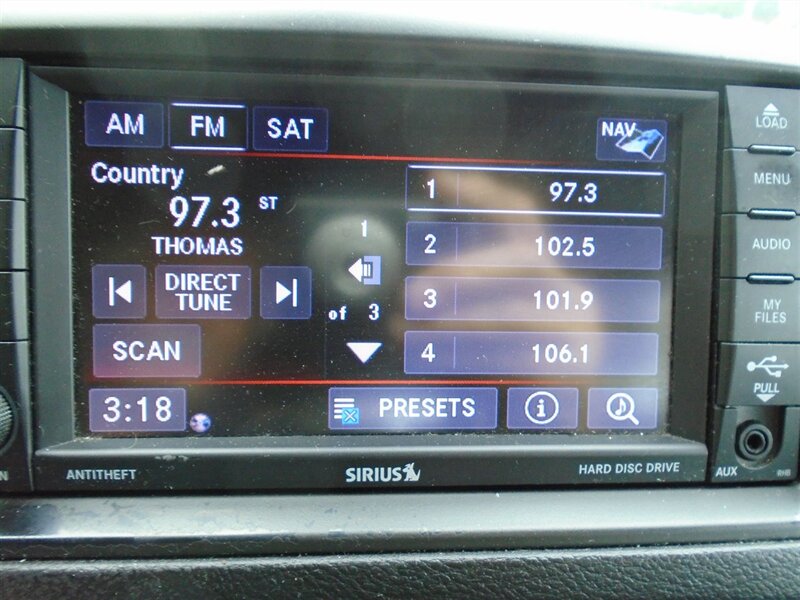 AM FM SAT NAV
LOAD
MENU
AUDIO
MY
FILES
PULL
AUX
RHB
Country
97.3 ST
THOMAS
DIRECT
TUNE
SCAN
1
of 3
1 97.3
2 102.5
3 101.9
4 106.1
3:18 PRESETS i
ANTITHEFT SIRIUS HARD DISC DRIVE